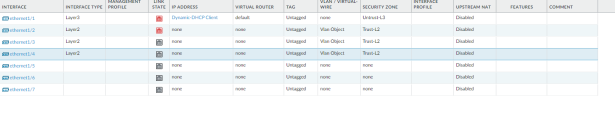 INTERFACE INTERFACE TYPE MANAGEMENT PROFILE LINK STATE IP ADDRESS VIRTUAL ROUTER TAG VLAN / VIRTUAL-WIRE SECURITY ZONE INTERFACE PROFILE UPSTREAM NAT FEATURES COMMENT
ethernet1/1 Layer3 Dynamic-DHCP Client default Untagged none Untrust-L3 Disabled
ethernet1/2 Layer2 none none Untagged Vlan-Object Trust-L2 Disabled
ethernet1/3 Layer2 none none Untagged Vlan-Object Trust-L2 Disabled
ethernet1/4 Layer2 none none Untagged Vlan-Object Trust-L2 Disabled
ethernet1/5 none none Untagged none none Disabled
ethernet1/6 none none Untagged none none Disabled
ethernet1/7 none none Untagged none none Disabled